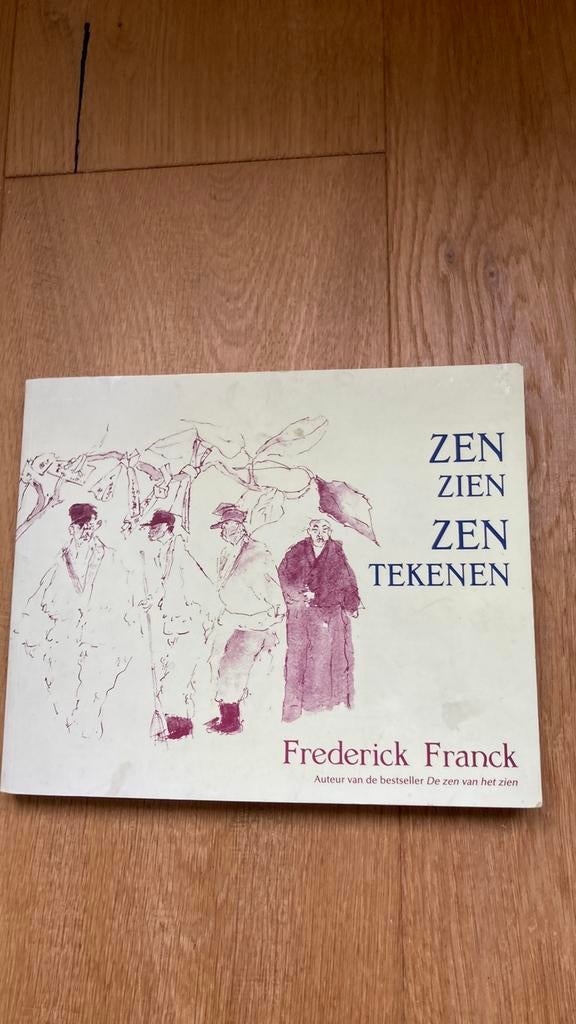 ZEN
ZIEN
ZEN
TEKENEN
Frederick Franck
Auteur van de bestseller De zen van het zien